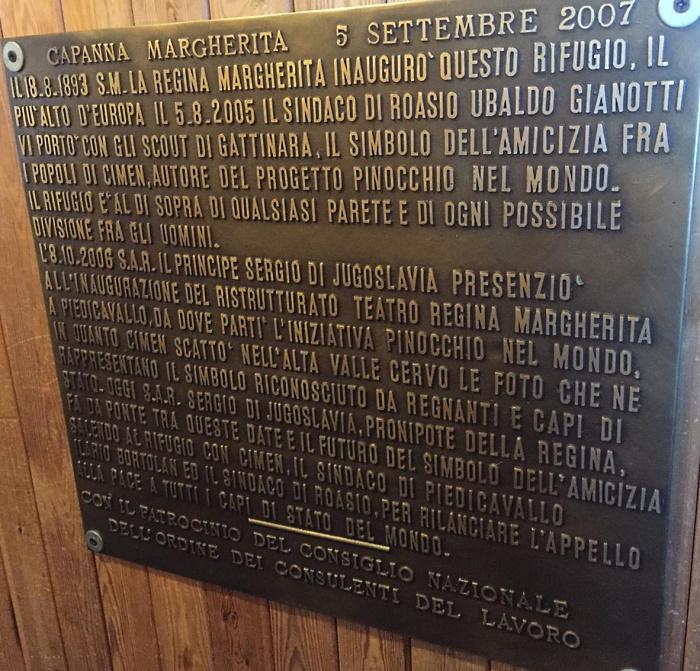 CAPANNA MARGHERITA 5 SETTEMBRE 2007
IL 18.8.1893 S.M. LA REGINA MARGHERITA INAUGURO' QUESTO RIFUGIO, IL
PIU' ALTO D'EUROPA IL 5.8.2005 IL SINDACO DI ROASIO UBALDO GIANOTTI
VI PORTO' CON GLI SCOUT DI GATTINARA, IL SIMBOLO DELL'AMICIZIA FRA
I POPOLI DI CIMEN, AUTORE DEL PROGETTO PINOCCHIO NEL MONDO.
IL RIFUGIO E' AL DI SOPRA DI QUALSIASI PARETE E DI OGNI POSSIBILE
DIVISIONE FRA GLI UOMINI.
L'8.10.2006 S.A.R. IL PRINCIPE SERGIO DI JUGOSLAVIA PRESENZIO'
ALL'INAUGURAZIONE DEL RISTRUTTURATO TEATRO REGINA MARGHERITA
A PIEDICAVALLO, DA DOVE PARTI' L'INIZIATIVA PINOCCHIO NEL MONDO,
IN QUANTO CIMEN SCATTO' NELL'ALTA VALLE CERVO LE FOTO CHE NE
RAPPRESENTANO IL SIMBOLO RICONOSCIUTO DA REGNANTI E CAPI DI
STATO. OGGI S.A.R. SERGIO DI JUGOSLAVIA, PRONIPOTE DELLA REGINA,
FA DA PONTE TRA QUESTE DATE E IL FUTURO DEL SIMBOLO DELL'AMICIZIA
SALENDO AL RIFUGIO CON CIMEN, IL SINDACO DI PIEDICAVALLO
ILARIO BORTOLAN ED IL SINDACO DI ROASIO, PER RILANCIARE L'APPELLO
ALLA PACE A TUTTI I CAPI DI STATO DEL MONDO.
CON IL PATROCINIO DEL CONSIGLIO NAZIONALE
DELL'ORDINE DEI CONSULENTI DEL LAVORO